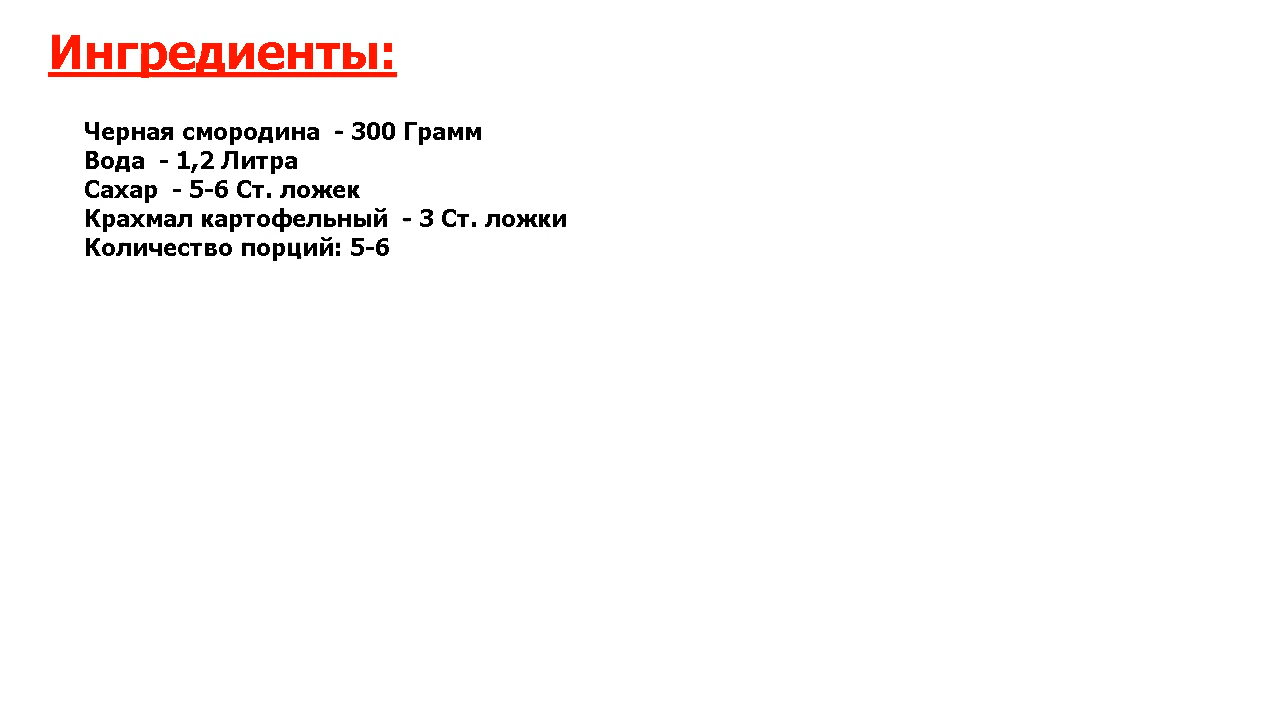 Ингредиенты:
Черная смородина  - 300 Грамм
Вода  - 1,2 Литра
Сахар  - 5-6 Ст. ложек
Крахмал картофельный  - 3 Ст. ложки
Количество порций: 5-6